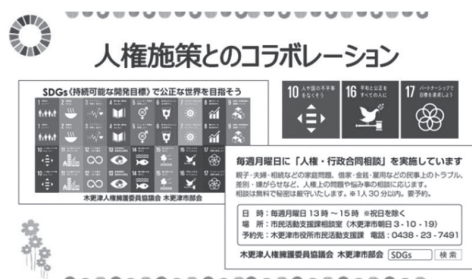 人権施策とのコラボレーション
SDGs(持続可能な開発目標)で公正な世界を目指そう
木更津人権擁護委員協議会 木更津市部会
10 人や国の不平等をなくそう
16 平和と公正をすべての人に
17 パートナーシップで目標を達成しよう
毎週月曜日に「人権・行政合同相談」を実施しています
親子・夫婦・相続などの家庭問題、借家・金銭・雇用などの民事上のトラブル、
差別・嫌がらせなど、人権上の問題や悩み事の相談に応じます。
相談は無料で秘密は厳守いたします。※1人30分以内。要予約。
日 時:毎週月曜日 13時~15時 ※祝日を除く
場 所:市民活動支援課相談室(木更津市朝日3-10-19)
予約先:木更津市役所市民活動支援課 電話:0438-23-7491
木更津人権擁護委員協議会 木更津市部会 SDGs 検索